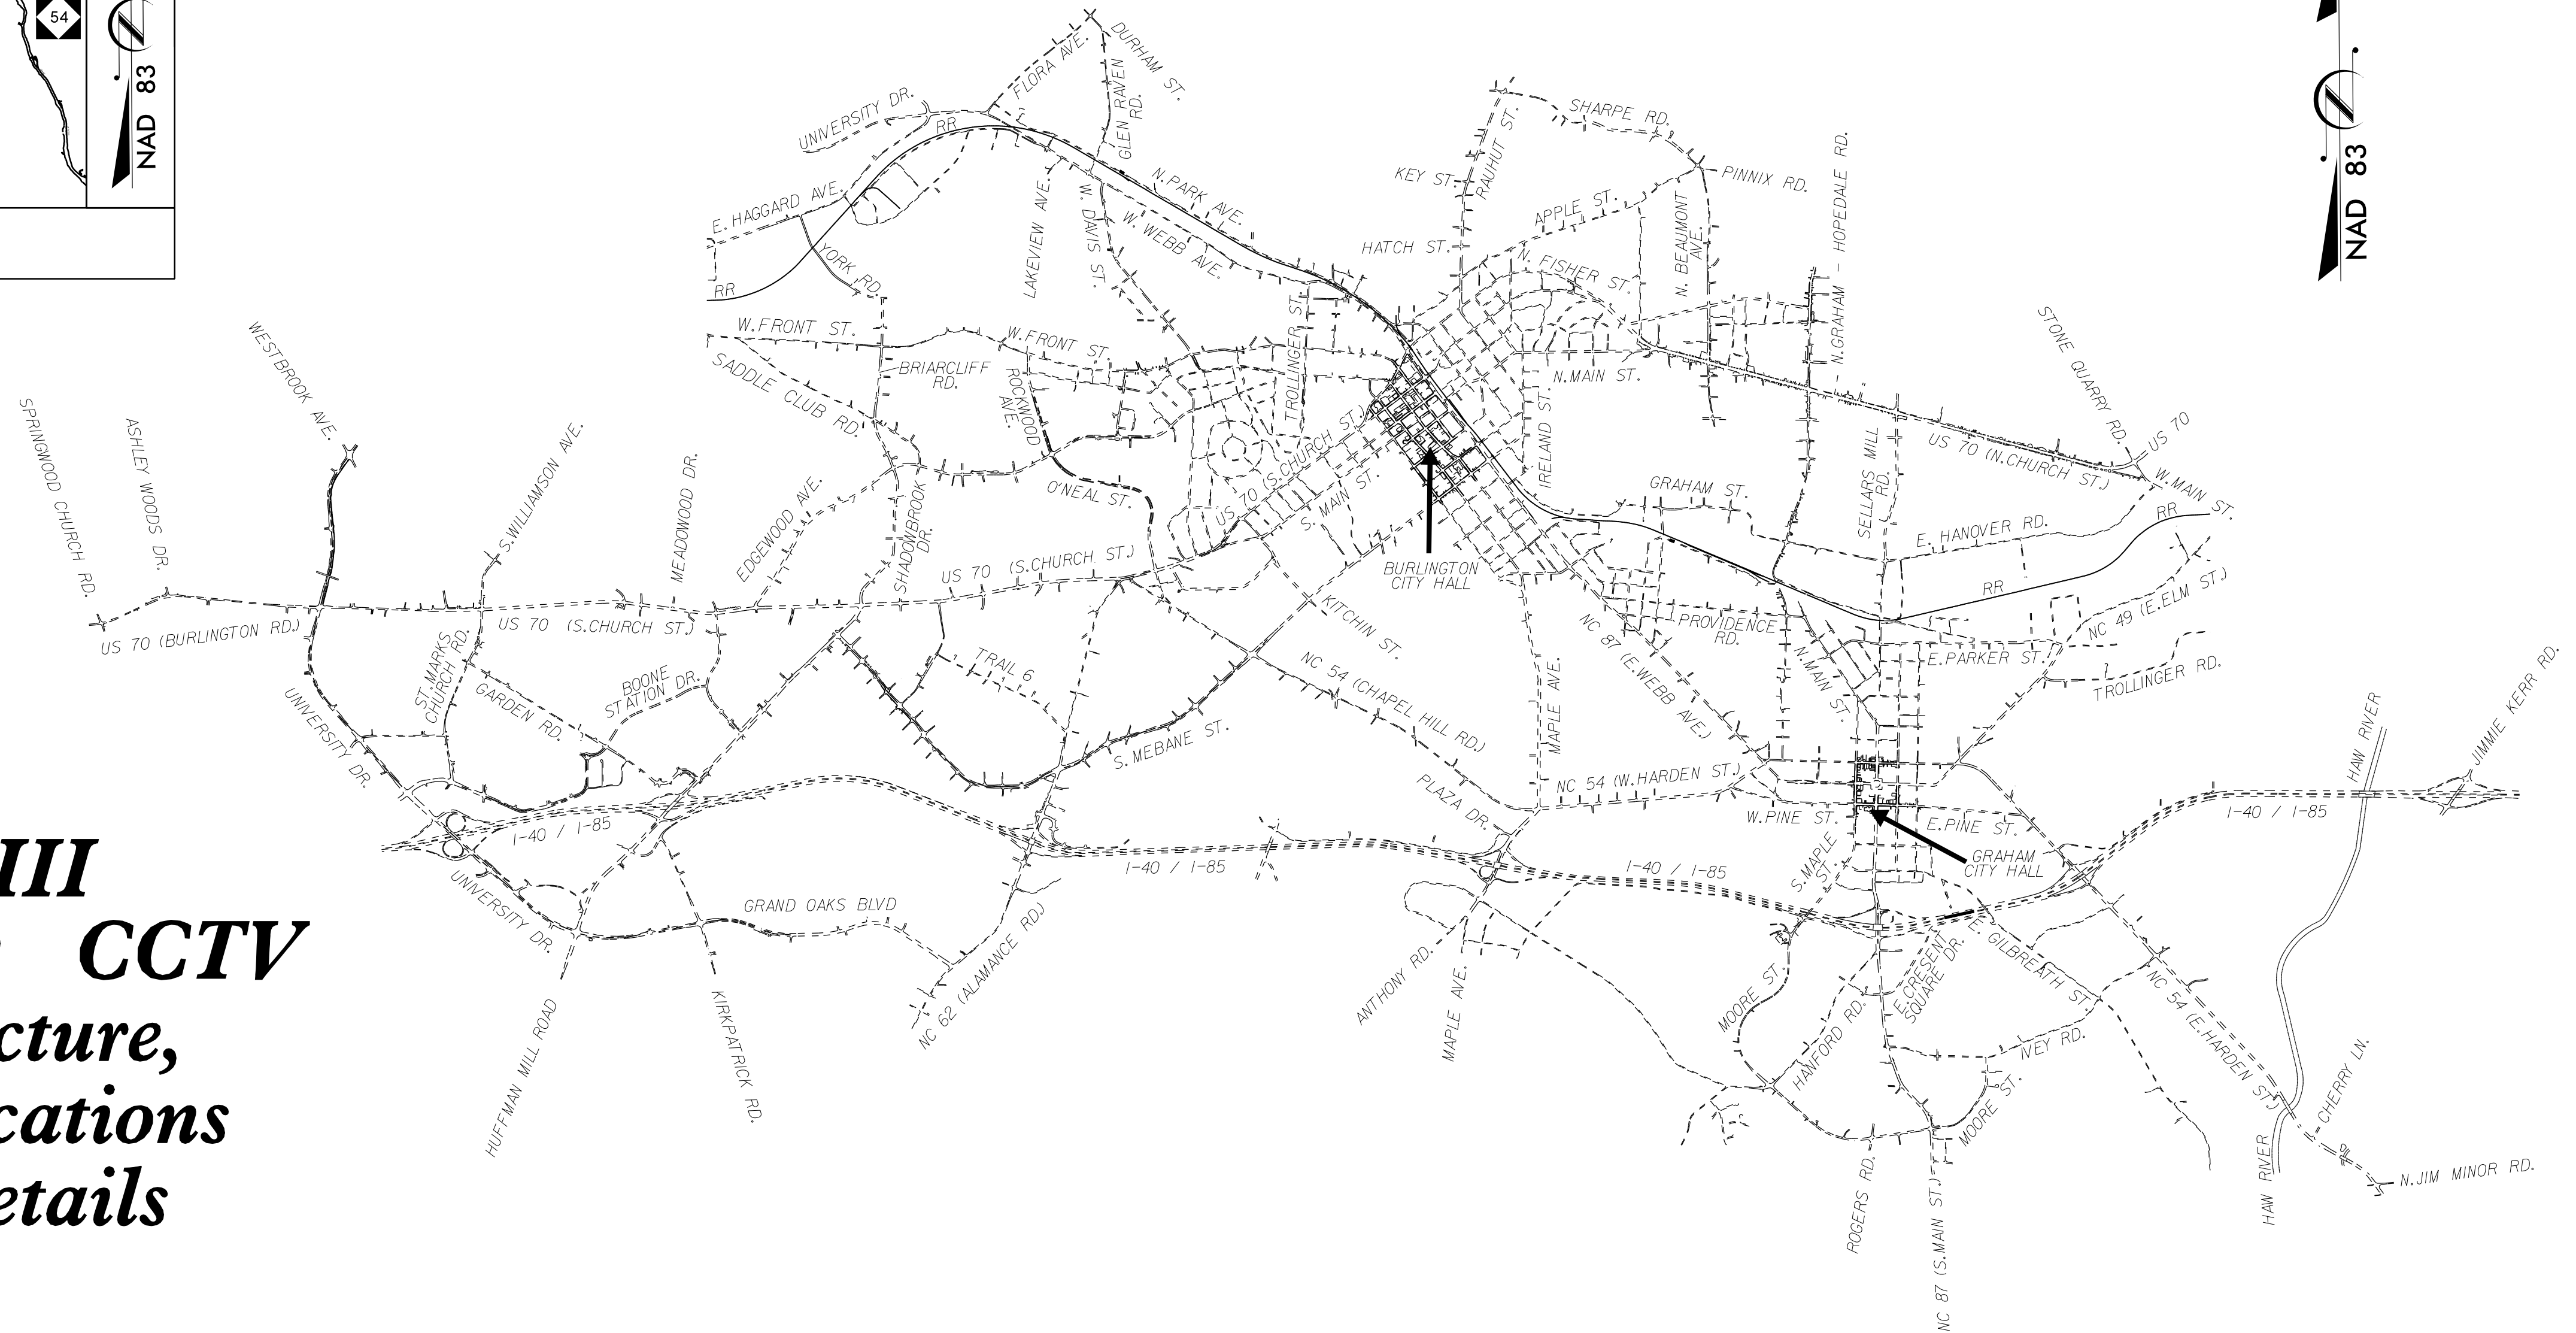 54
NAD 83
NAD 83
DURHAM ST.
FLORA AVE.
GLEN RAVEN
RD.
UNIVERSITY DR.
RR
SHARPE RD.
RAUHUT ST.
KEY ST.
PINNIX RD.
N.GRAHAM - HOPEDALE RD.
N.PARK AVE.
E. HAGGARD AVE.
LAKEVIEW AVE.
W. DAVIS ST.
W. WEBB AVE.
APPLE ST.
N. BEAUMONT
AVE.
HATCH ST.
N. FISHER ST.
YORK RD.
RR
W.FRONT ST.
W.FRONT ST.
TROLLINGER ST.
STONE QUARRY RD.
WESTBROOK AVE.
SADDLE CLUB RD.
BRIARCLIFF
RD.
ROCKWOOD
AVE.
N.MAIN ST.
IRELAND ST.
SPRINGWOOD CHURCH RD.
ASHLEY WOODS DR.
S.WILLIAMSON AVE.
MEADOWOOD DR.
EDGEWOOD AVE.
SHADOWBROOK
DR.
O'NEAL ST.
US 70 (S.CHURCH ST.)
S. MAIN ST.
GRAHAM ST.
SELLARS MILL
RD.
US 70 (N.CHURCH ST.)
US 70
W.MAIN ST.
RR
ST.
E. HANOVER RD.
BURLINGTON
CITY HALL
US 70 (S.CHURCH ST.)
RR
US 70 (BURLINGTON RD.)
US 70 (S.CHURCH ST.)
KITCHIN ST.
NC 87 (E.WEBB AVE.)
PROVIDENCE
RD.
NC 49 (E.ELM ST.)
N.MAIN ST.
E.PARKER ST.
TROLLINGER RD.
ST. MARKS
CHURCH RD.
GARDEN RD.
BOONE
STATION DR.
TRAIL 6
NC 54 (CHAPEL HILL RD.)
MAPLE AVE.
HAW RIVER
JIMMIE KERR RD.
UNIVERSITY DR.
S. MEBANE ST.
PLAZA DR.
NC 54 (W.HARDEN ST.)
W.PINE ST.
E.PINE ST.
I-40 / I-85
I-40 / I-85
I-40 / I-85
I-40 / I-85
S.MAPLE
ST.
GRAHAM
CITY HALL
III
CCTV
cture,
cations
etails
UNIVERSITY DR.
GRAND OAKS BLVD
NC 62 (ALAMANCE RD.)
HUFFMAN MILL ROAD
KIRKPATRICK RD.
ANTHONY RD.
MAPLE AVE.
MOORE ST.
HANFORD RD.
E.CRESENT
SQUARE DR.
E. GILBREATH ST.
NC 54 (E.HARDEN ST.)
IVEY RD.
MOORE ST.
CHERRY LN.
N.JIM MINOR RD.
HAW RIVER
ROGERS RD.
NC 87 (S.MAIN ST.)